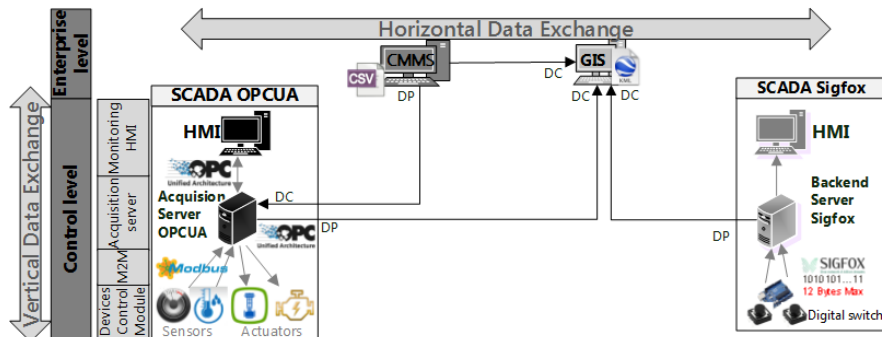 Horizontal Data Exchange
Enterprise
level
CMMS
GIS
CSV
KML
DC
DP
DC
DC
SCADA OPCUA
SCADA Sigfox
Vertical Data Exchange
Control level
Monitoring
HMI
HMI
HMI
OPC
Unified Architecture
Acquisition
server
Acquision
Server
OPCUA
DC
DP
OPC
Unified Architecture
Backend
Server
Sigfox
DP
M2M
Modbus
SIGFOX
1010101...11
12 Bytes Max
Devices
Control
Module
Sensors
Actuators
Digital switch